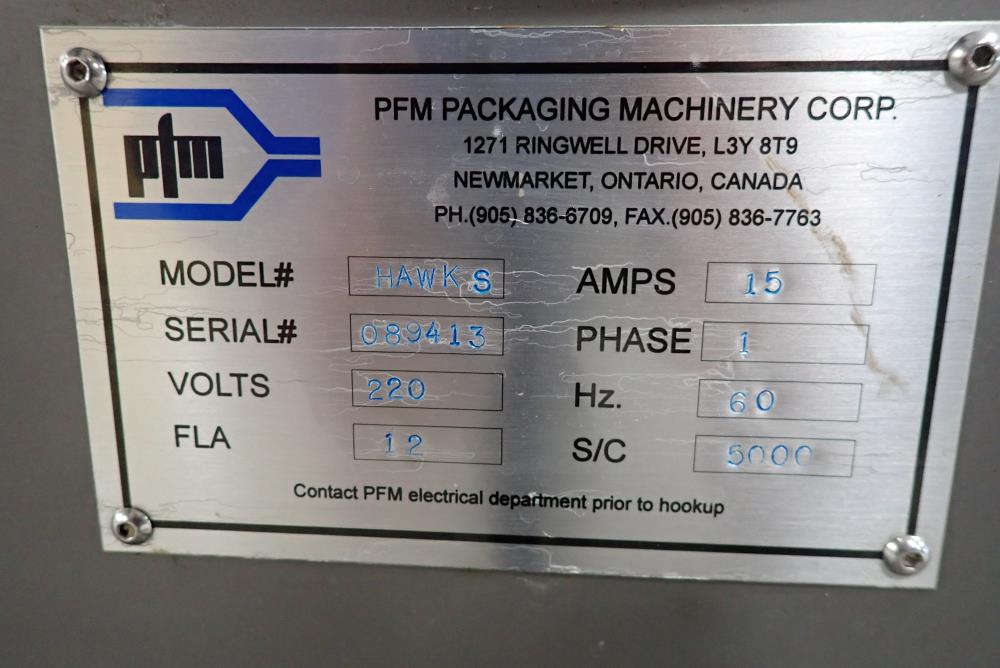 pfm
PFM PACKAGING MACHINERY CORP.
1271 RINGWELL DRIVE, L3Y 8T9
NEWMARKET, ONTARIO, CANADA
PH.(905) 836-6709, FAX.(905) 836-7763
MODEL# HAWK S AMPS 15
SERIAL# 089413 PHASE 1
VOLTS 220 Hz. 60
FLA 12 S/C 5000
Contact PFM electrical department prior to hookup